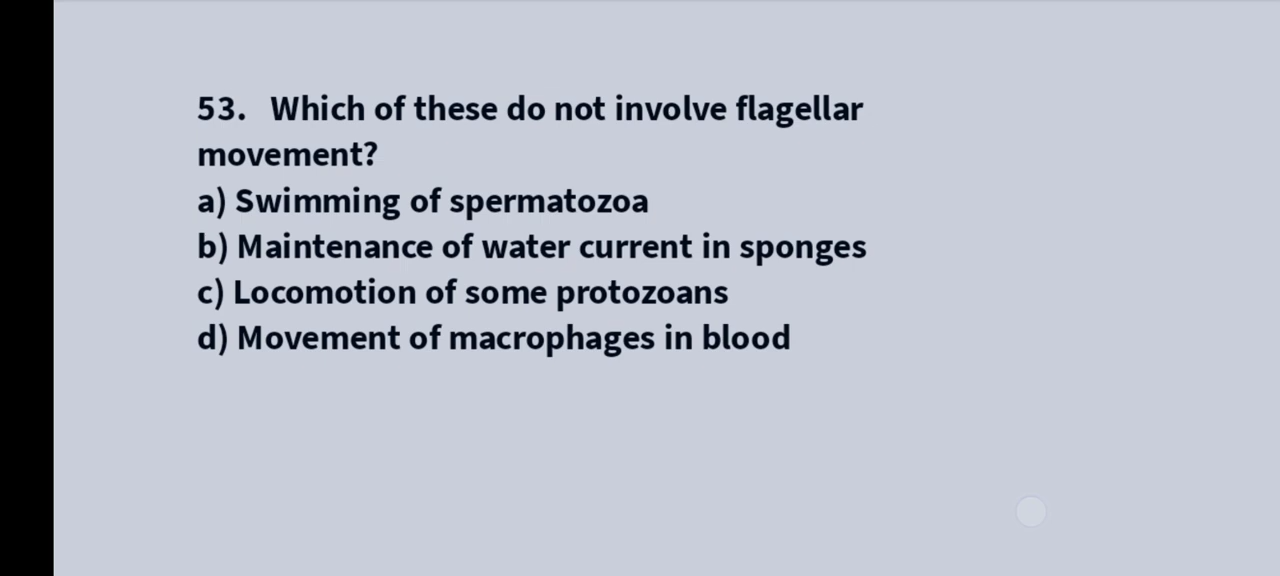 53. Which of these do not involve flagellar
movement?
a) Swimming of spermatozoa
b) Maintenance of water current in sponges
c) Locomotion of some protozoans
d) Movement of macrophages in blood